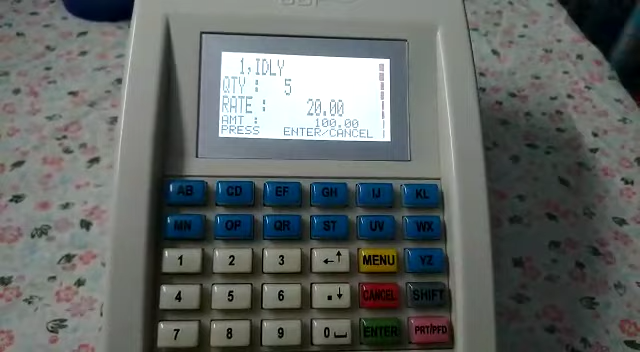 1,IDLY
QTY : 5
RATE : 20.00
AMT : 100.00
PRESS ENTER/CANCEL
AB CD EF GH IJ KL
MN OP QR ST UV WX
1 2 3 ←↑ MENU YZ
4 5 6 .↓ CANCEL SHIFT
7 8 9 0 ENTER PRT/PFD